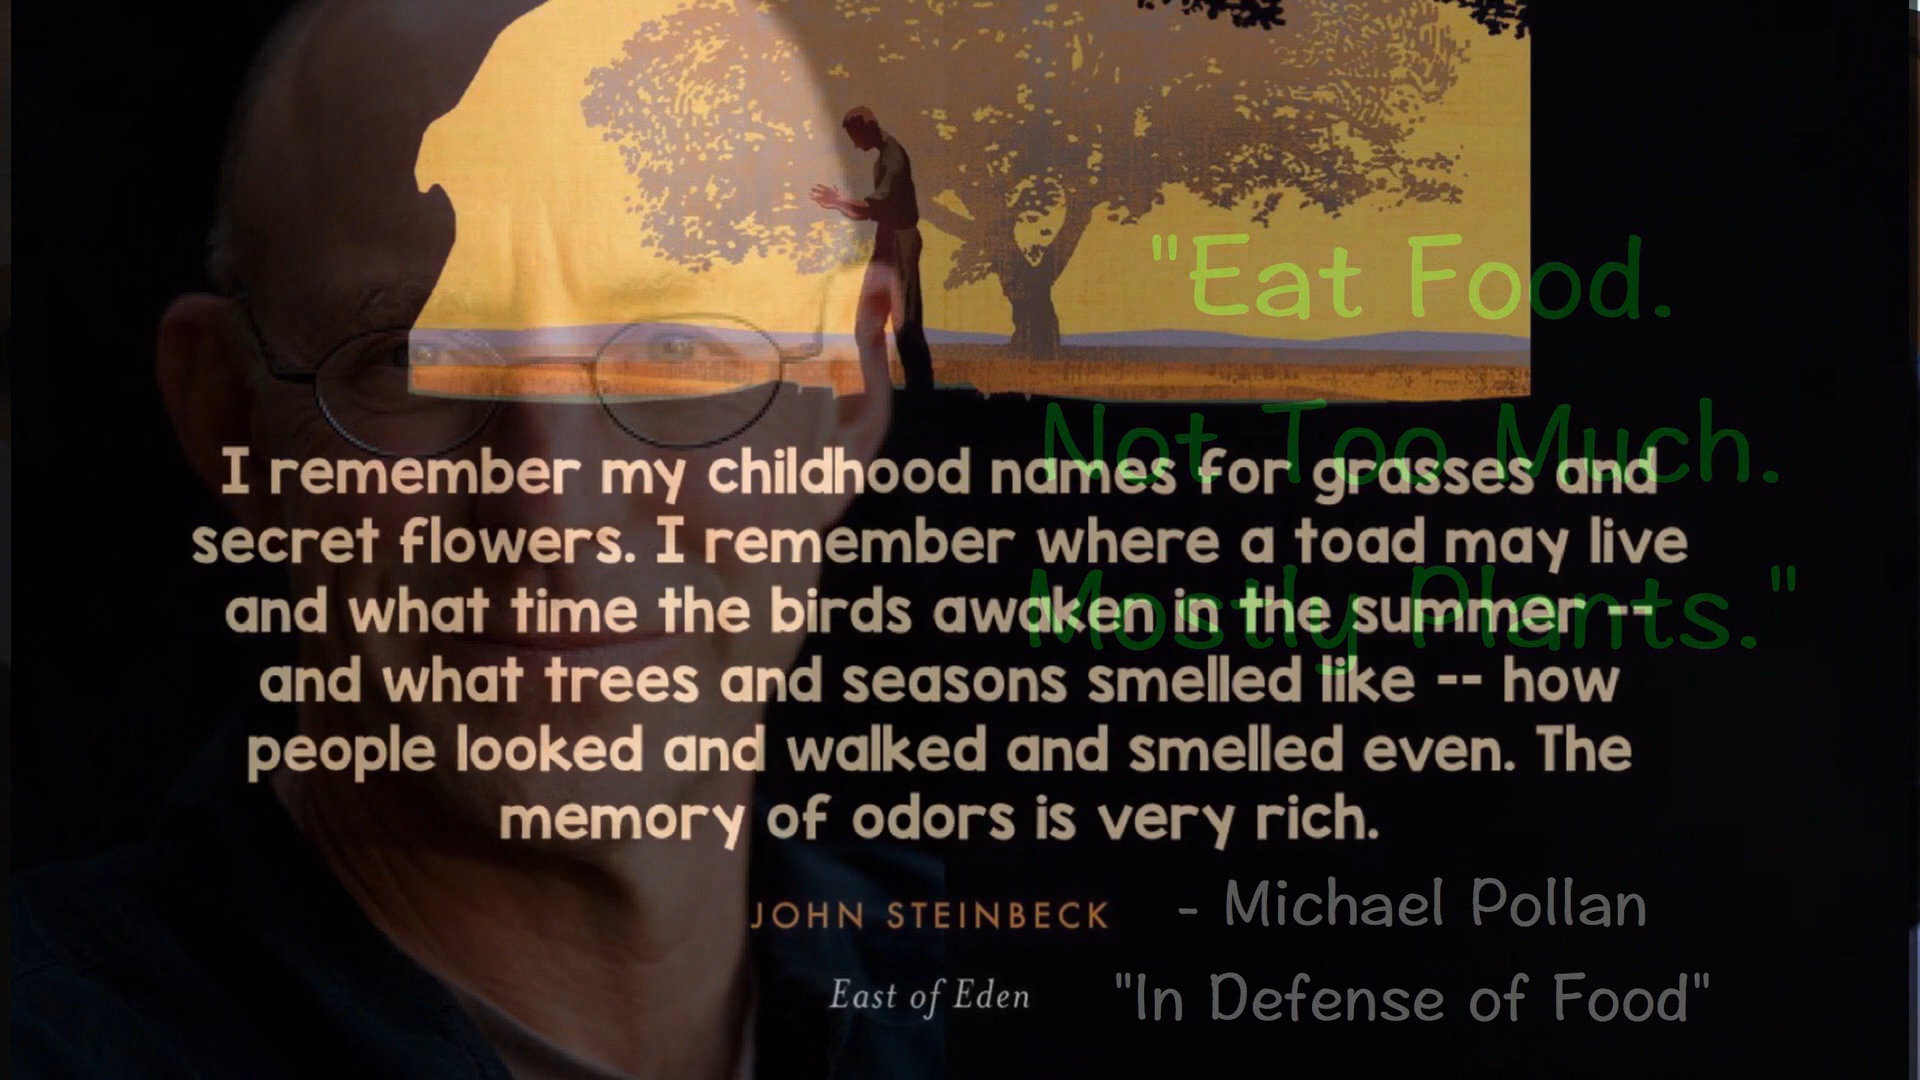 "Eat Food.
Not Too Much.
Mostly Plants."
- Michael Pollan
"In Defense of Food"
I remember my childhood names for grasses and
secret flowers. I remember where a toad may live
and what time the birds awaken in the summer --
and what trees and seasons smelled like -- how
people looked and walked and smelled even. The
memory of odors is very rich.
JOHN STEINBECK
East of Eden